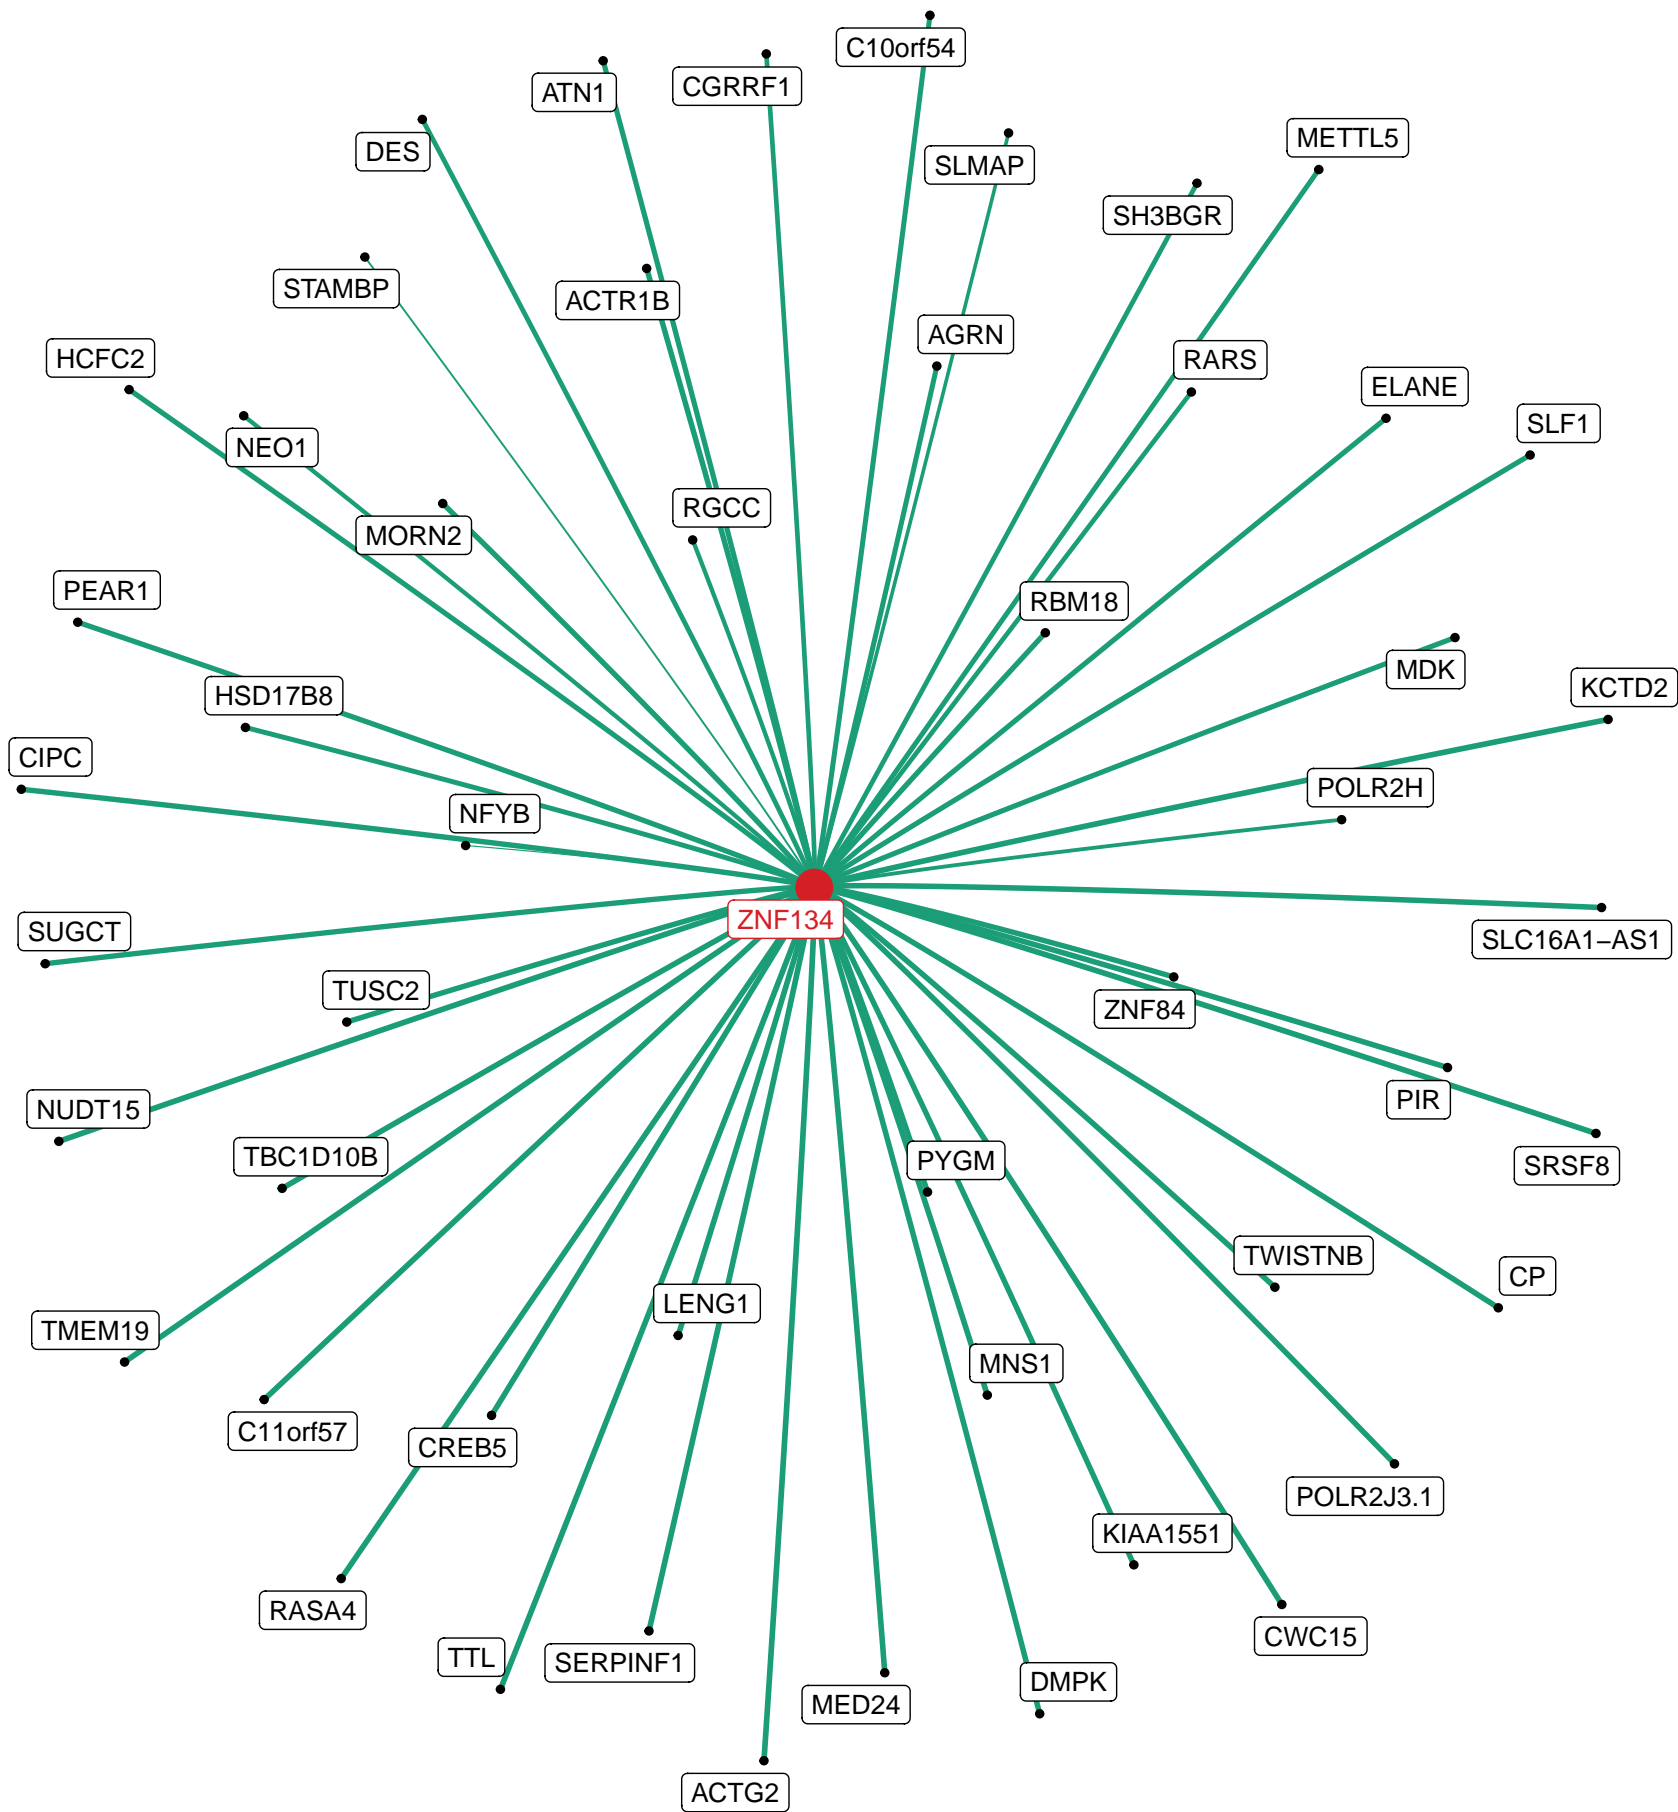 C10orf54
CGRRF1
ATN1
METTL5
DES
SLMAP
SH3BGR
STAMBP
ACTR1B
AGRN
HCFC2
RARS
ELANE
SLF1
NEO1
RGCC
MORN2
PEAR1
RBM18
MDK
KCTD2
HSD17B8
CIPC
POLR2H
NFYB
ZNF134
SUGCT
SLC16A1−AS1
TUSC2
ZNF84
PIR
NUDT15
TBC1D10B
PYGM
SRSF8
TWISTNB
CP
LENG1
TMEM19
MNS1
C11orf57
CREB5
POLR2J3.1
KIAA1551
RASA4
CWC15
TTL
SERPINF1
DMPK
MED24
ACTG2